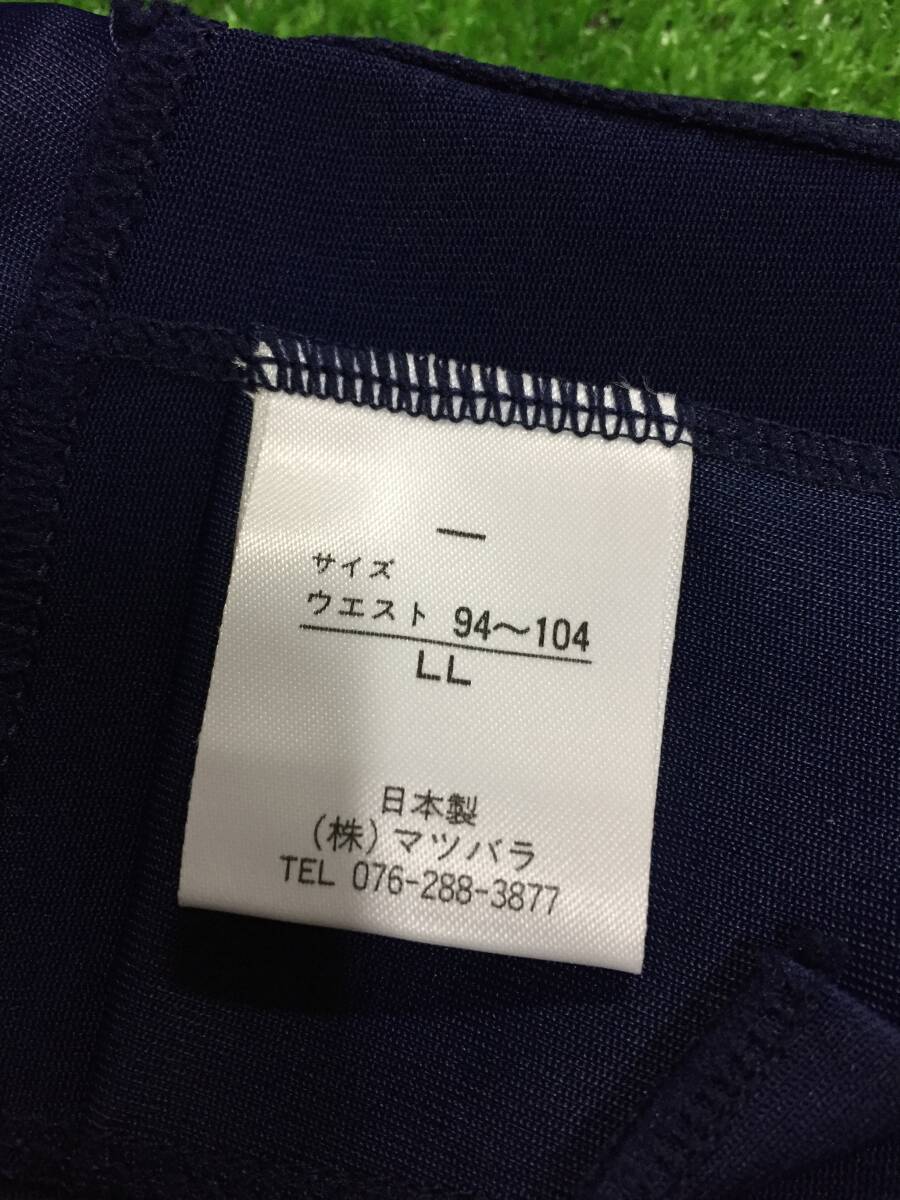 —
サイズ
ウエスト 94～104
LL
日本製
(株)マツバラ
TEL 076-288-3877